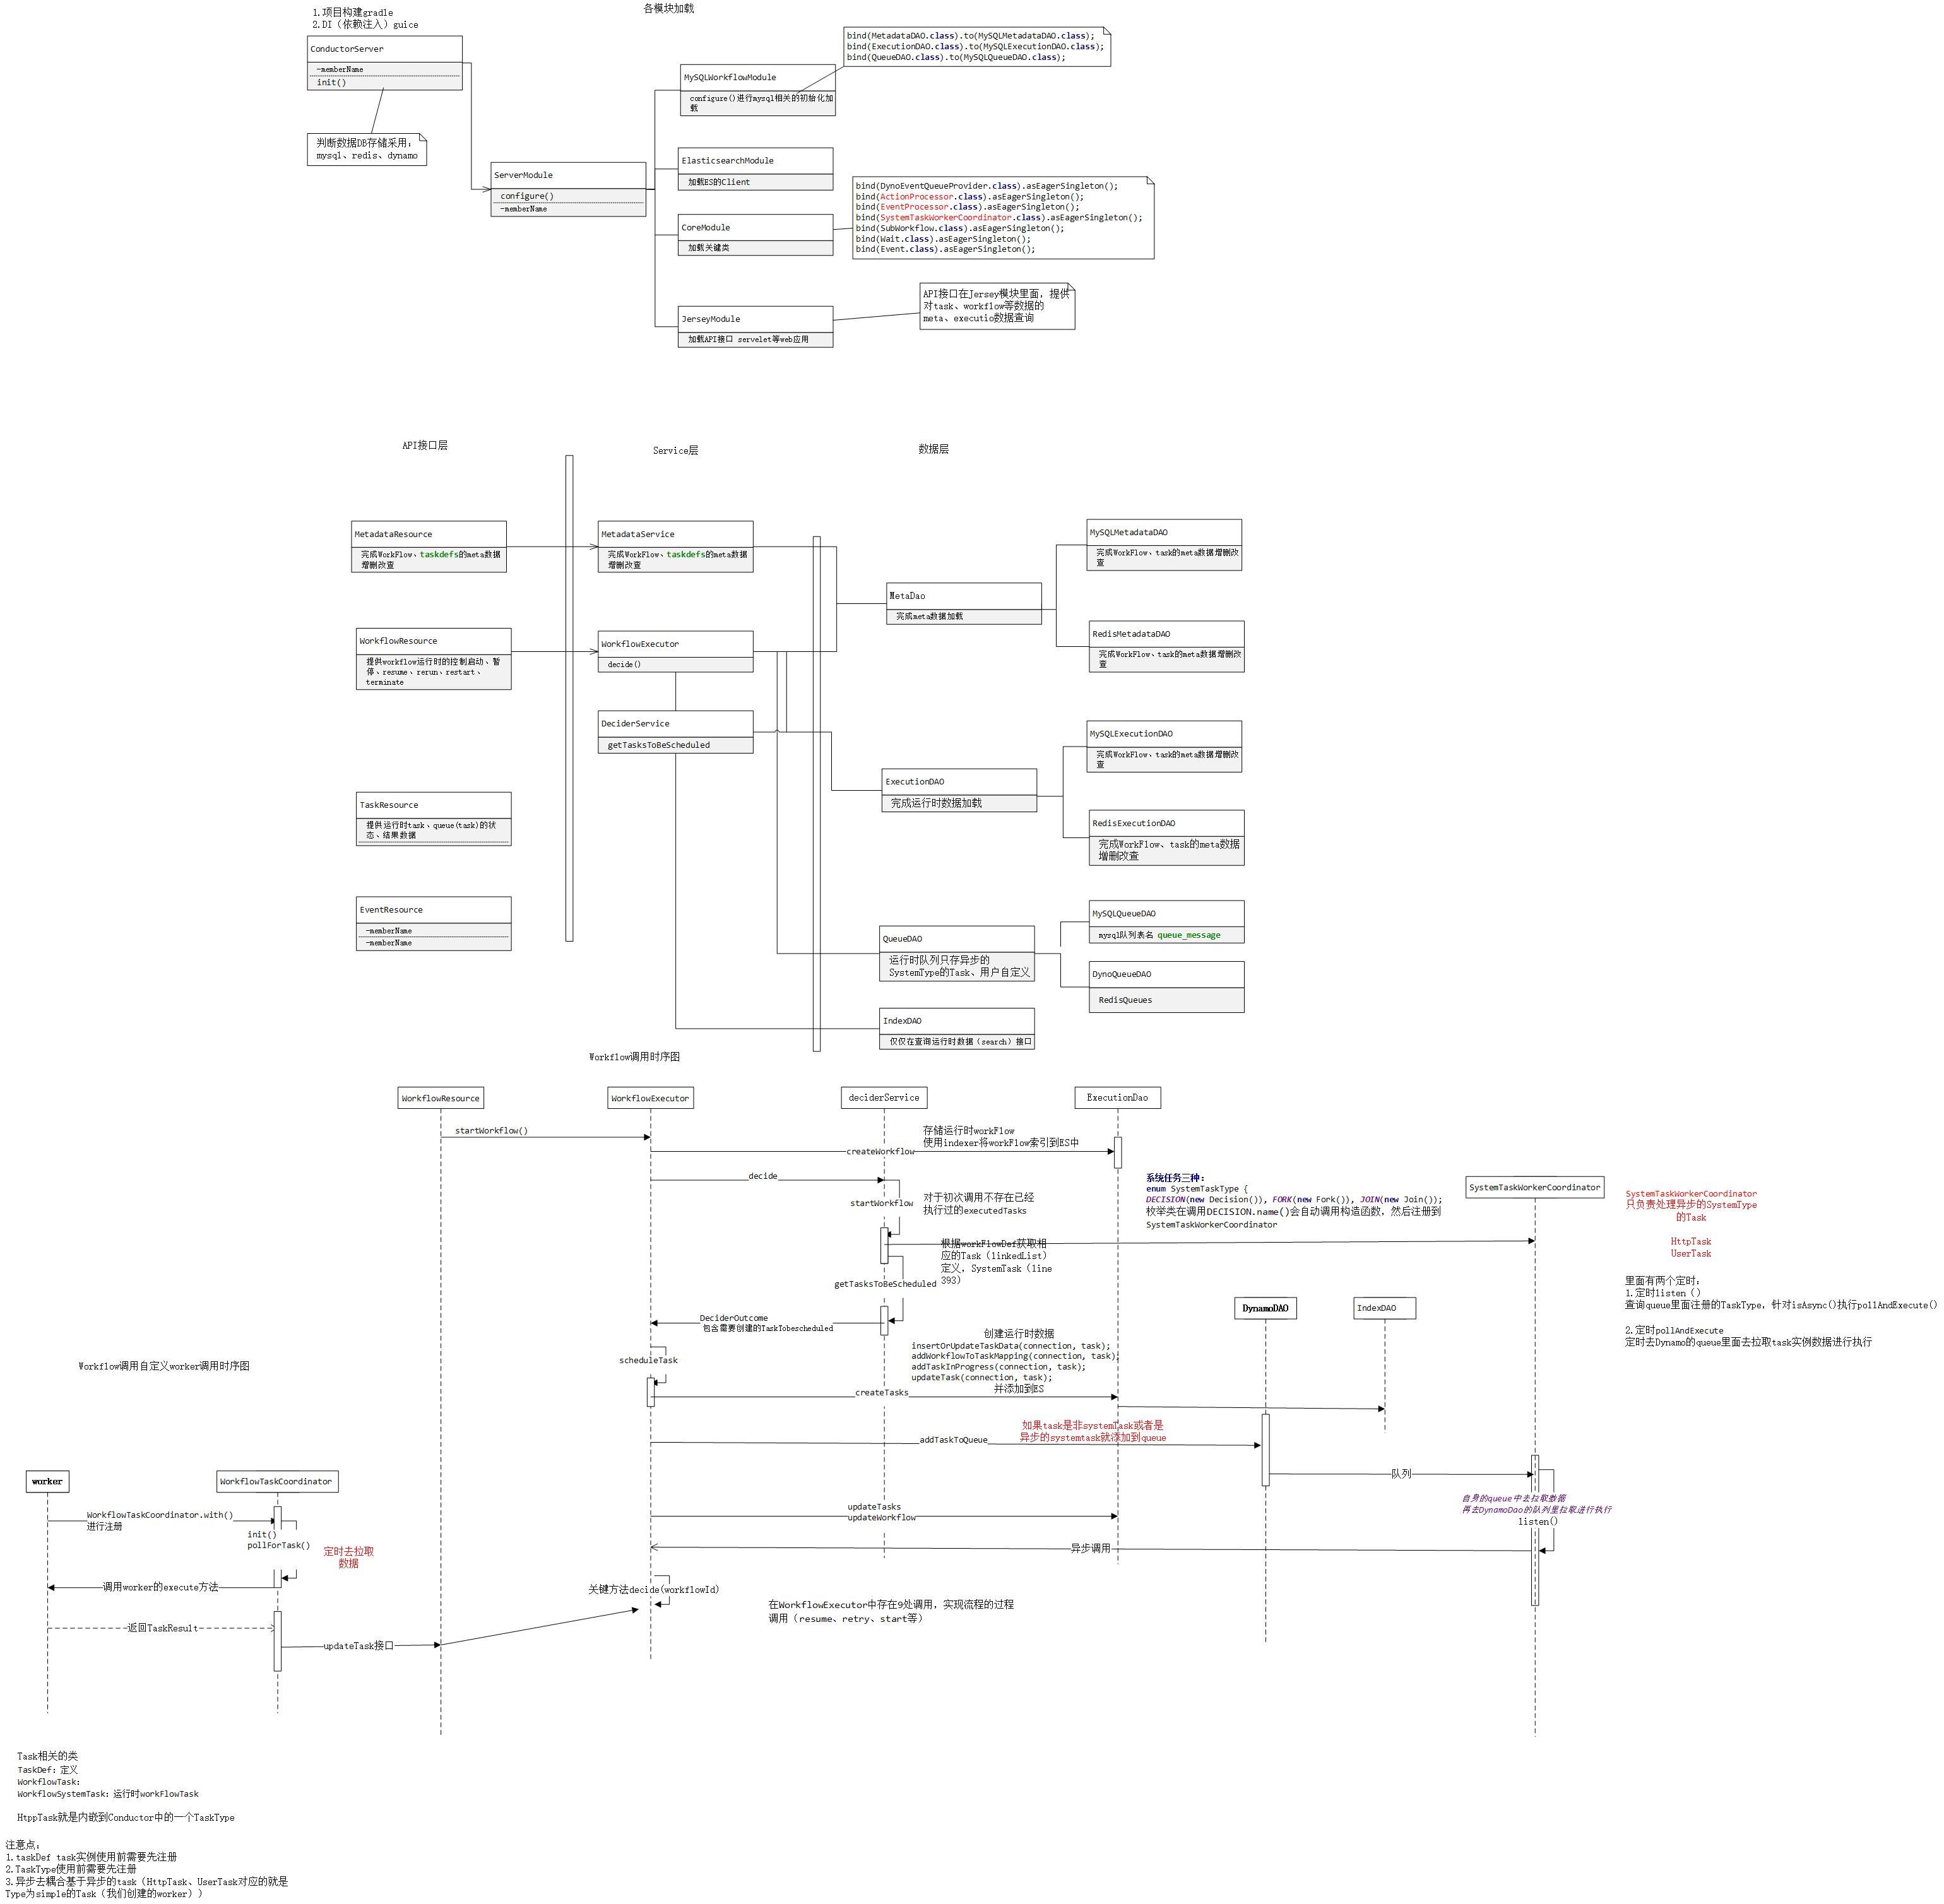 1.项目构建gradle
2.DI（依赖注入）guice
各模块加载
ConductorServer
-memberName
init()
判断数据DB存储采用：
mysql、redis、dynamo
ServerModule
configure()
-memberName
MySQLWorkflowModule
configure()进行mysql相关的初始化加
载
bind(MetadataDAO.class).to(MySQLMetadataDAO.class);
bind(ExecutionDAO.class).to(MySQLExecutionDAO.class);
bind(QueueDAO.class).to(MySQLQueueDAO.class);
ElasticsearchModule
加载ES的Client
CoreModule
加载关键类
bind(DynoEventQueueProvider.class).asEagerSingleton();
bind(ActionProcessor.class).asEagerSingleton();
bind(EventProcessor.class).asEagerSingleton();
bind(SystemTaskWorkerCoordinator.class).asEagerSingleton();
bind(SubWorkflow.class).asEagerSingleton();
bind(Wait.class).asEagerSingleton();
bind(Event.class).asEagerSingleton();
JerseyModule
加载API接口 servelet等web应用
API接口在Jersey模块里面，提供
对task、workflow等数据的
meta、executio数据查询
API接口层
Service层
数据层
MetadataResource
完成WorkFlow、taskdefs的meta数据
增删改查
MetadataService
完成WorkFlow、taskdefs的meta数据
增删改查
MetaDao
完成meta数据加载
MySQLMetadataDAO
完成WorkFlow、task的meta数据增删改
查
RedisMetadataDAO
完成WorkFlow、task的meta数据增删改
查
WorkflowResource
提供workflow运行时的控制启动、暂
停、resume、rerun、restart、
terminate
WorkflowExecutor
decide()
DeciderService
getTasksToBeScheduled
ExecutionDAO
完成运行时数据加载
MySQLExecutionDAO
完成WorkFlow、task的meta数据增删改
查
RedisExecutionDAO
完成WorkFlow、task的meta数据
增删改查
TaskResource
提供运行时task、queue(task)的状
态、结果数据
EventResource
-memberName
-memberName
QueueDAO
运行时队列只存异步的
SystemType的Task、用户自定义
MySQLQueueDAO
mysql队列表名 queue_message
DynoQueueDAO
RedisQueues
IndexDAO
仅仅在查询运行时数据（search）接口
Workflow调用时序图
WorkflowResource
WorkflowExecutor
deciderService
ExecutionDao
SystemTaskWorkerCoordinator
startWorkflow()
存储运行时workFlow
使用indexer将workFlow索引到ES中
createWorkflow
decide
startWorkflow
对于初次调用不存在已经
执行过的executedTasks
系统任务三种：
enum SystemTaskType {
DECISION(new Decision()), FORK(new Fork()), JOIN(new Join());
枚举类在调用DECISION.name()会自动调用构造函数，然后注册到
SystemTaskWorkerCoordinator
SystemTaskWorkerCoordinator
只负责处理异步的SystemType
的Task
HttpTask
UserTask
根据workFlowDef获取相
应的Task（linkedList）
定义，SystemTask（line
393）
getTasksToBeScheduled
里面有两个定时：
1.定时listen（）
查询queue里面注册的TaskType，针对isAsync()执行pollAndExecute()
2.定时pollAndExecute
定时去Dynamo的queue里面去拉取task实例数据进行执行
DynamoDAO
IndexDAO
DeciderOutcome
包含需要创建的TaskTobescheduled
创建运行时数据
insertOrUpdateTaskData(connection, task);
addWorkflowToTaskMapping(connection, task);
addTaskInProgress(connection, task);
updateTask(connection, task);
并添加到ES
scheduleTask
createTasks
Workflow调用自定义worker调用时序图
如果task是非systemTask或者是
异步的systemtask就添加到queue
addTaskToQueue
队列
worker
WorkflowTaskCoordinator
WorkflowTaskCoordinator.with()
进行注册
init()
pollForTask()
定时去拉取
数据
updateTasks
updateWorkflow
自身的queue中去拉取数据
再去DynamoDao的队列里拉取进行执行
listen()
异步调用
调用worker的execute方法
关键方法decide(workflowId)
在WorkflowExecutor中存在9处调用，实现流程的过程
调用（resume、retry、start等）
返回TaskResult
updateTask接口
Task相关的类
TaskDef：定义
WorkflowTask：
WorkflowSystemTask：运行时workFlowTask
HtppTask就是内嵌到Conductor中的一个TaskType
注意点：
1.taskDef task实例使用前需要先注册
2.TaskType使用前需要先注册
3.异步去耦合基于异步的task（HttpTask、UserTask对应的就是
Type为simple的Task（我们创建的worker））